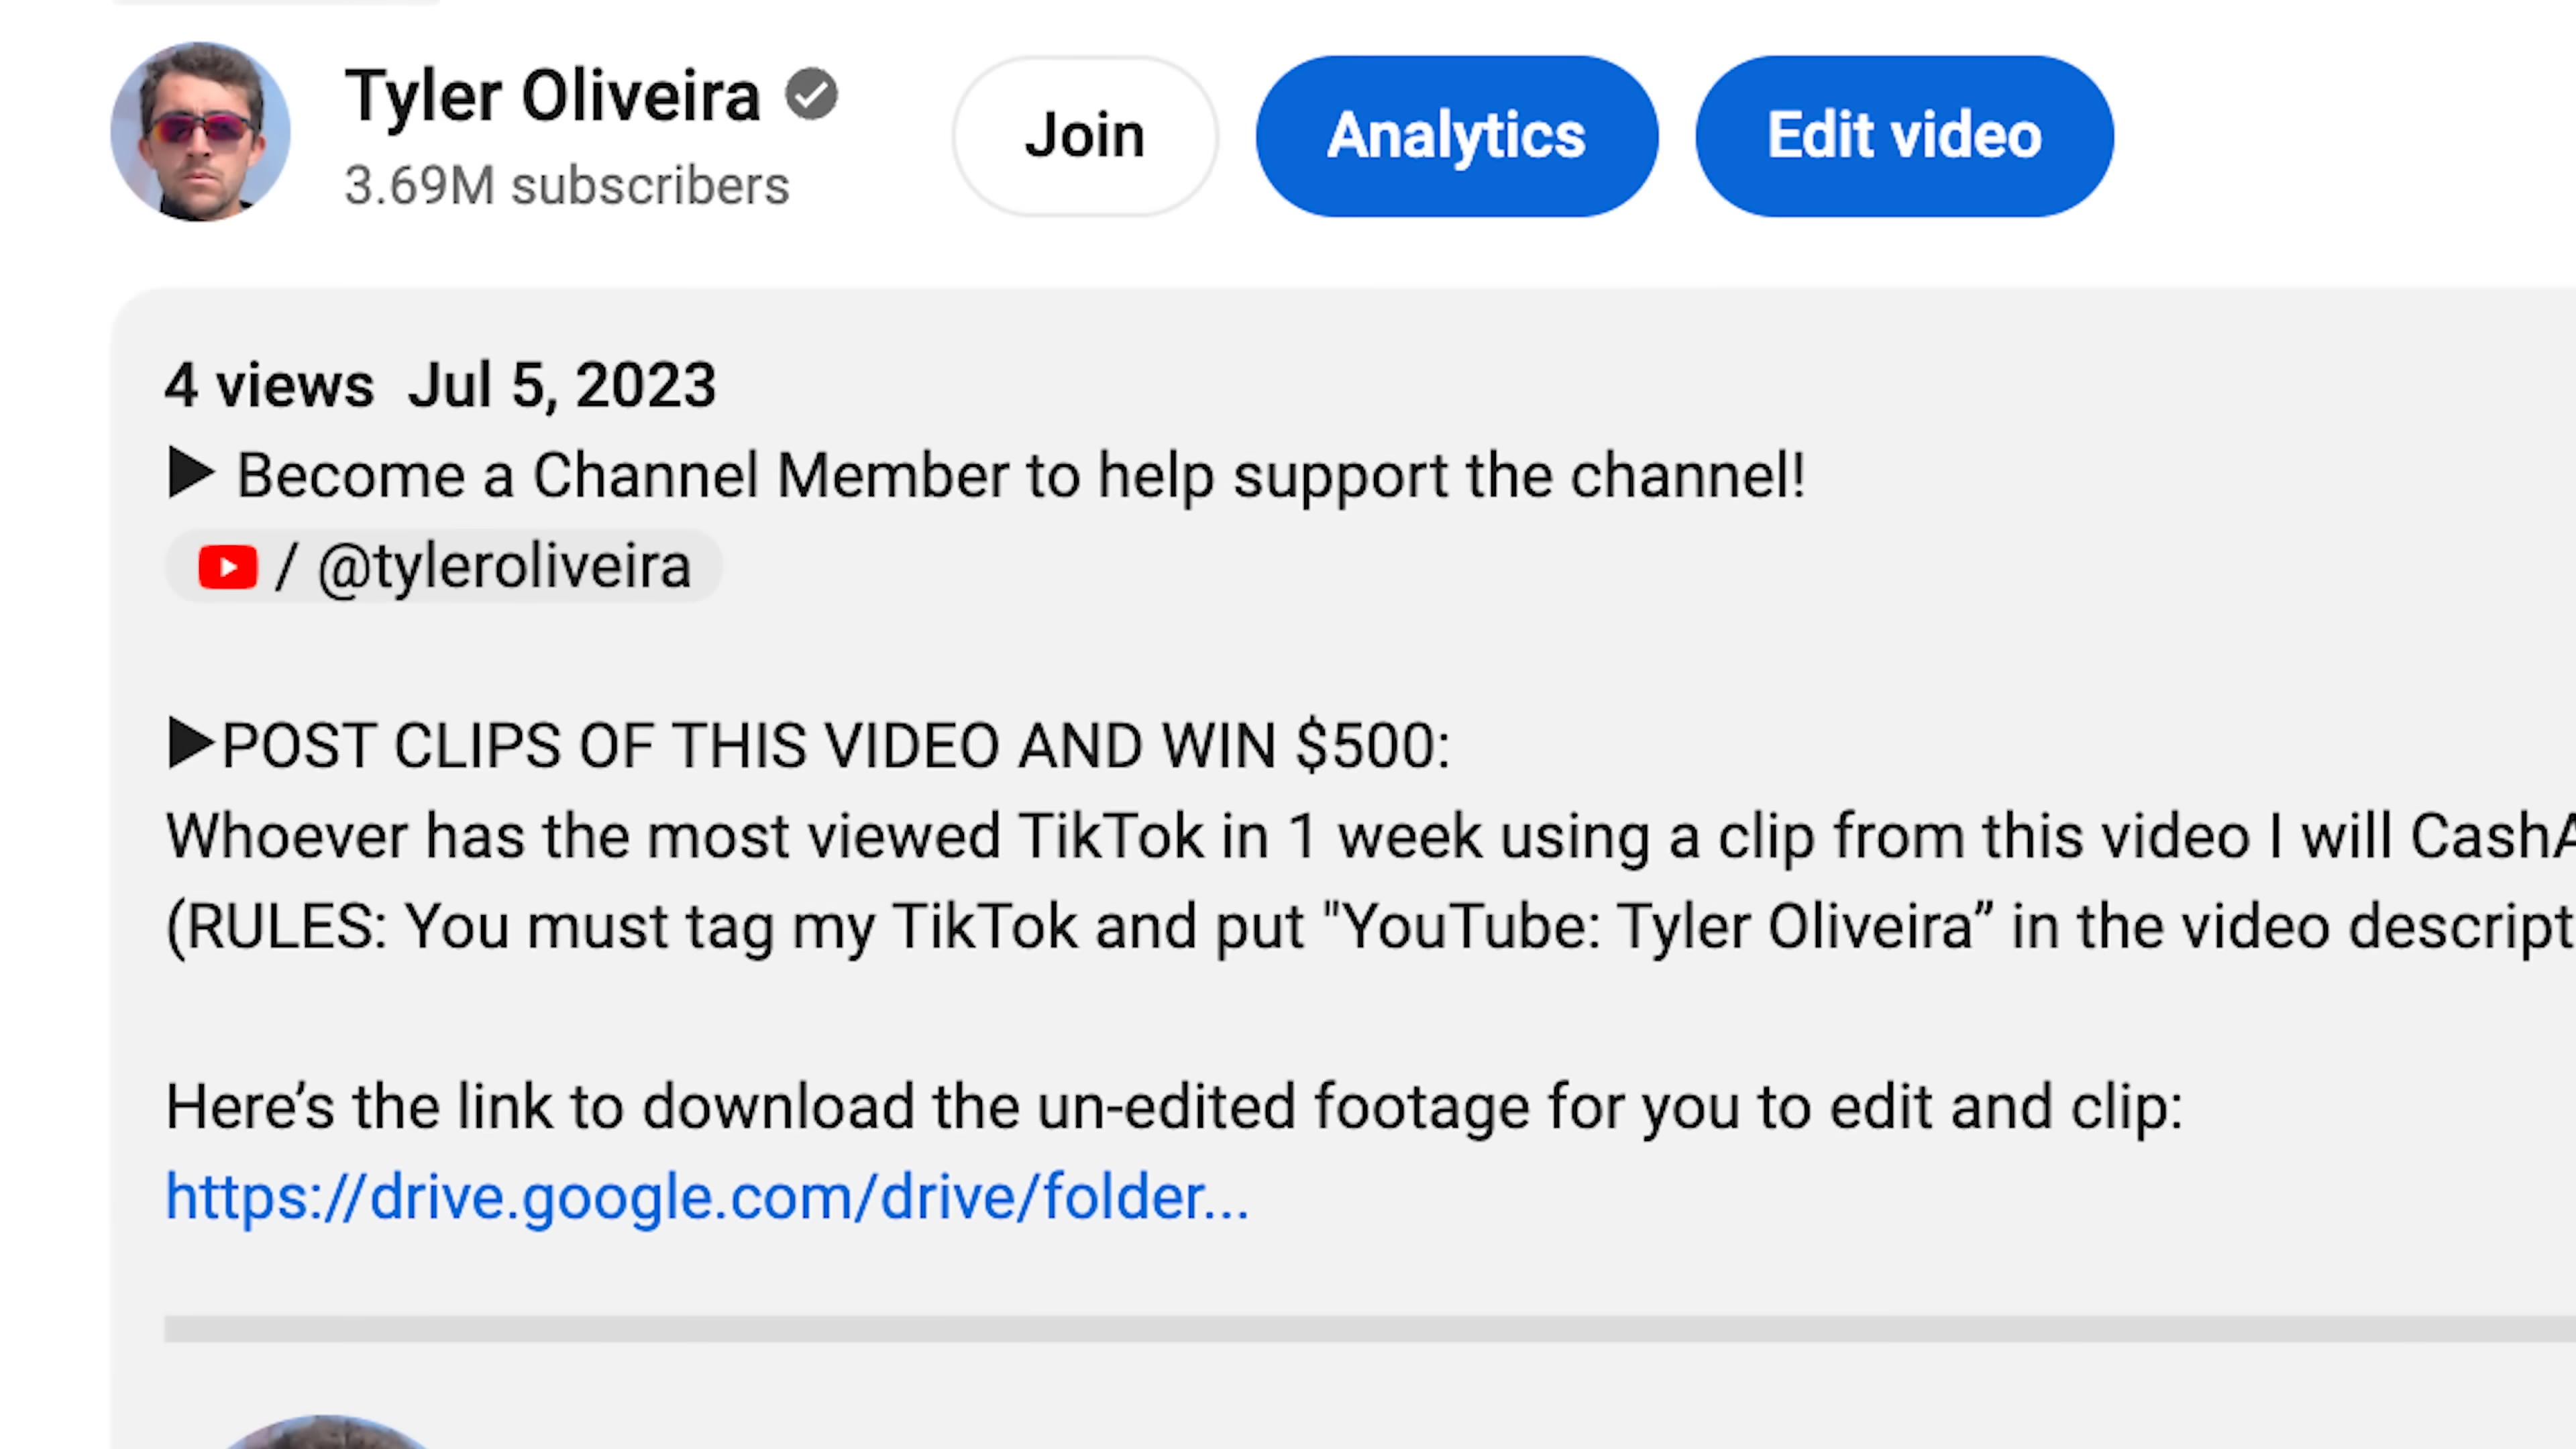 Tyler Oliveira
3.69M subscribers
Join
Analytics
Edit video
4 views Jul 5, 2023
▶ Become a Channel Member to help support the channel!
/ @tyleroliveira
▶POST CLIPS OF THIS VIDEO AND WIN $500:
Whoever has the most viewed TikTok in 1 week using a clip from this video I will CashA
(RULES: You must tag my TikTok and put "YouTube: Tyler Oliveira” in the video descript
Here’s the link to download the un-edited footage for you to edit and clip:
https://drive.google.com/drive/folder...